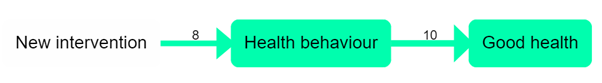 New intervention
8
Health behaviour
10
Good health